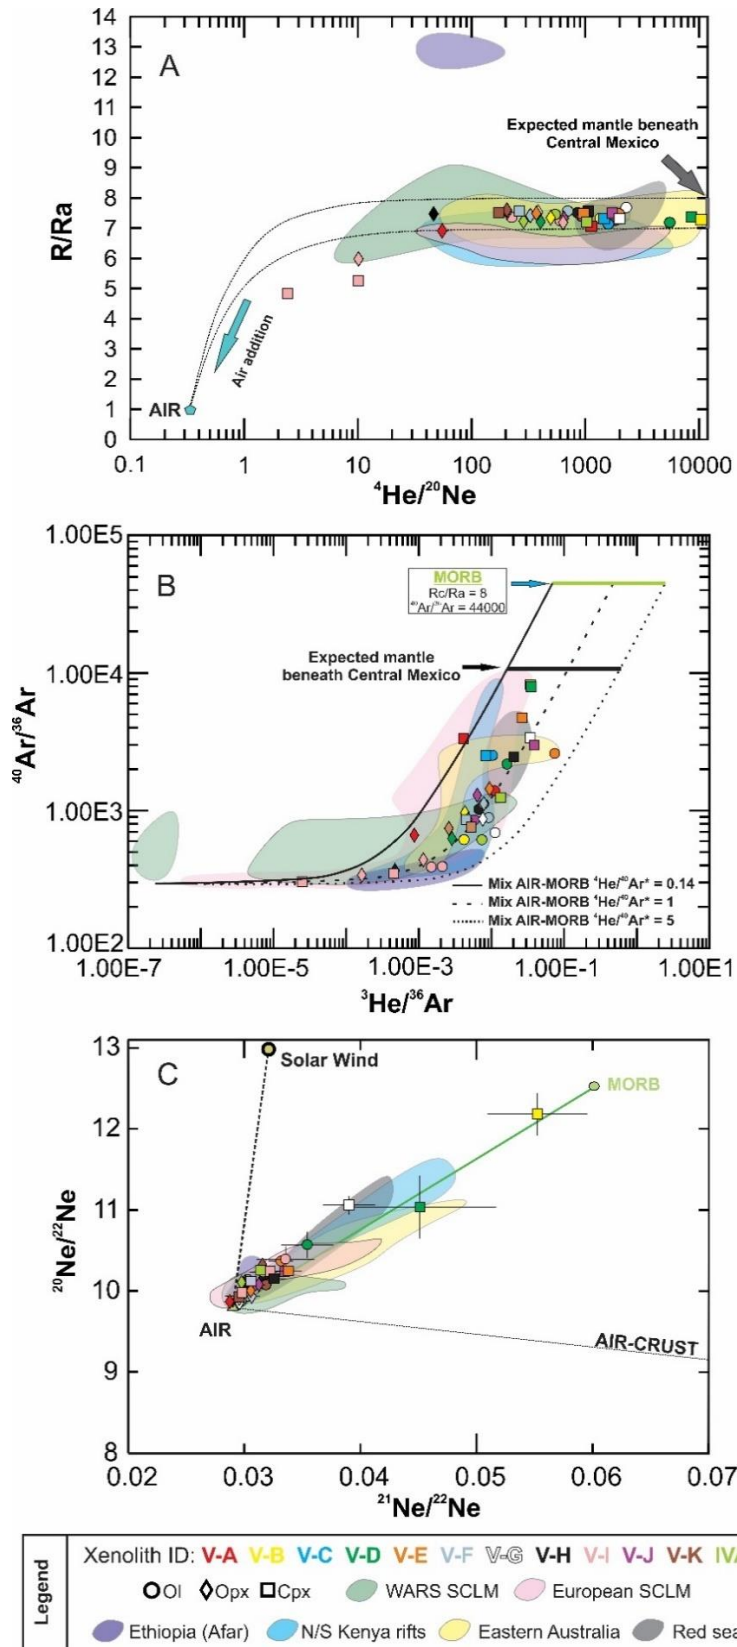 14
13
12
11
10
9
8
7
6
5
4
3
2
1
0
A
Expected mantle beneath
Central Mexico
R/Ra
Air addition
AIR
0.1
1
10
100
1000
10000
⁴He/²⁰Ne
1.00E5
1.00E4
1.00E3
1.00E2
B
MORB
Rc/Ra = 8
⁴⁰Ar/³⁶Ar = 44000
Expected mantle
beneath Central Mexico
⁴⁰Ar/³⁶Ar
Mix AIR-MORB ⁴He/⁴⁰Ar* = 0.14
Mix AIR-MORB ⁴He/⁴⁰Ar* = 1
Mix AIR-MORB ⁴He/⁴⁰Ar* = 5
1.00E-7
1.00E-5
1.00E-3
1.00E-1
1.00E1
³He/³⁶Ar
13
12
11
10
9
8
C
Solar Wind
MORB
²⁰Ne/²²Ne
AIR
AIR-CRUST
0.02
0.03
0.04
0.05
0.06
0.07
²¹Ne/²²Ne
Legend
Xenolith ID: V-A V-B V-C V-D V-E V-F V-G V-H V-I V-J V-K
Ol Opx Cpx WARS SCLM European SCLM
Ethiopia (Afar) N/S Kenya rifts Eastern Australia Red